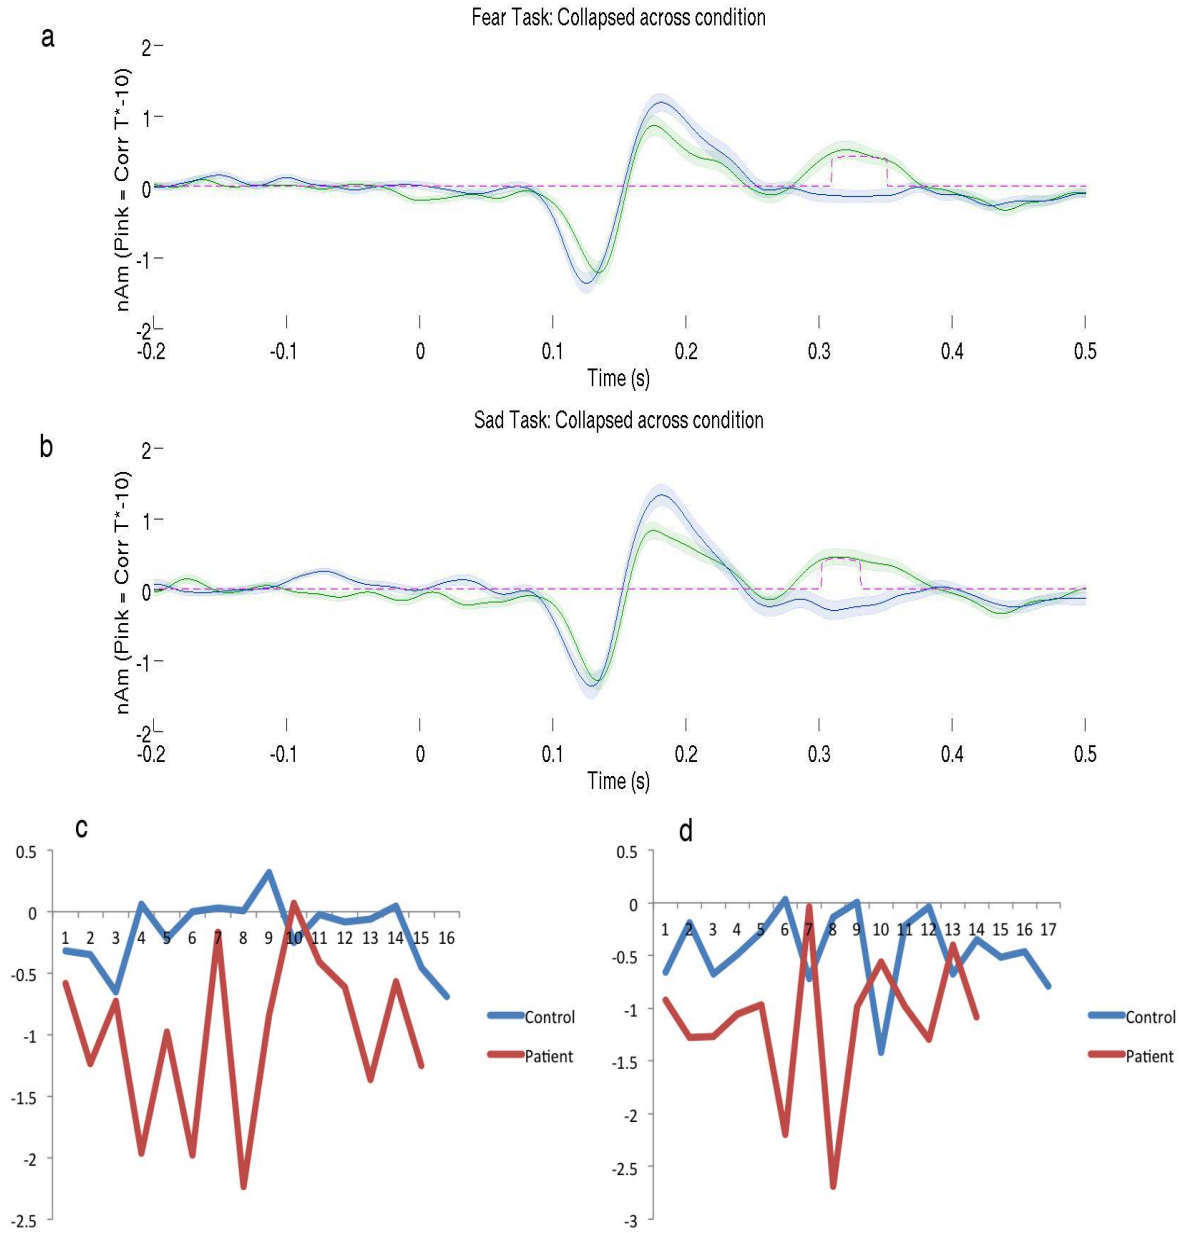 a
Fear Task: Collapsed across condition
nAm (Pink = Corr T*-10)
2
1
0
-1
-2
-0.2 -0.1 0 0.1 0.2 0.3 0.4 0.5
Time (s)
b
Sad Task: Collapsed across condition
nAm (Pink = Corr T*-10)
2
1
0
-1
-2
-0.2 -0.1 0 0.1 0.2 0.3 0.4 0.5
Time (s)
c
0.5
0
-0.5
-1
-1.5
-2
-2.5
1 2 3 4 5 6 7 8 9 10 11 12 13 14 15 16
Control
Patient
d
0.5
0
-0.5
-1
-1.5
-2
-2.5
-3
1 2 3 4 5 6 7 8 9 10 11 12 13 14 15 16 17
Control
Patient